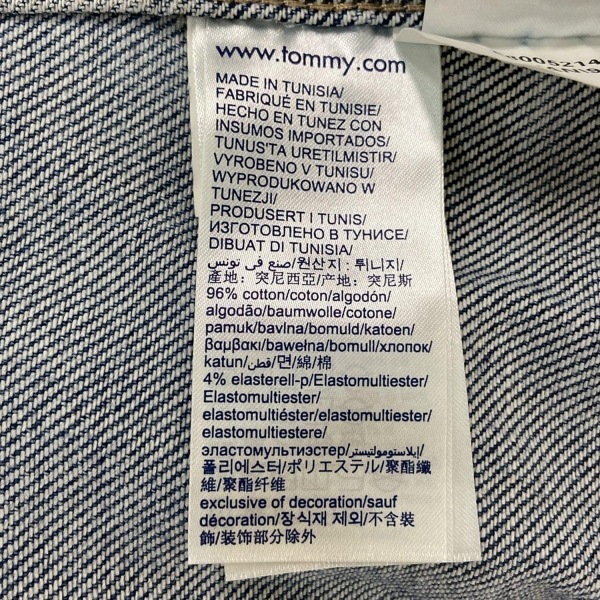 www.tommy.com
MADE IN TUNISIA/
FABRIQUÉ EN TUNISIE/
HECHO EN TUNEZ CON
INSUMOS IMPORTADOS/
TUNUS'TA URETILMISTIR/
VYROBENO V TUNISU/
WYPRODUKOWANO W
TUNEZJI/
PRODUSERT I TUNIS/
ИЗГОТОВЛЕНО В ТУНИСЕ/
DIBUAT DI TUNISIA/
صنع في تونس/원산지 : 튀니지/
產地: 突尼西亞/产地: 突尼斯
96% cotton/coton/algodón/
algodão/baumwolle/cotone/
pamuk/bavlna/bomuld/katoen/
βαμβακι/bawełna/bomull/хлопок/
katun/قطن/면/綿/棉
4% elasterell-p/Elastomultiester/
Elastomultiester/
elastomultiéster/elastomultiester/
elastomultiestere/
эластомультиэстер/إيلاستومولتيستر/
폴리에스터/ポリエステル/聚酯纖
維/聚酯纤维
exclusive of decoration/sauf
décoration/장식재 제외/不含裝
飾/装饰部分除外